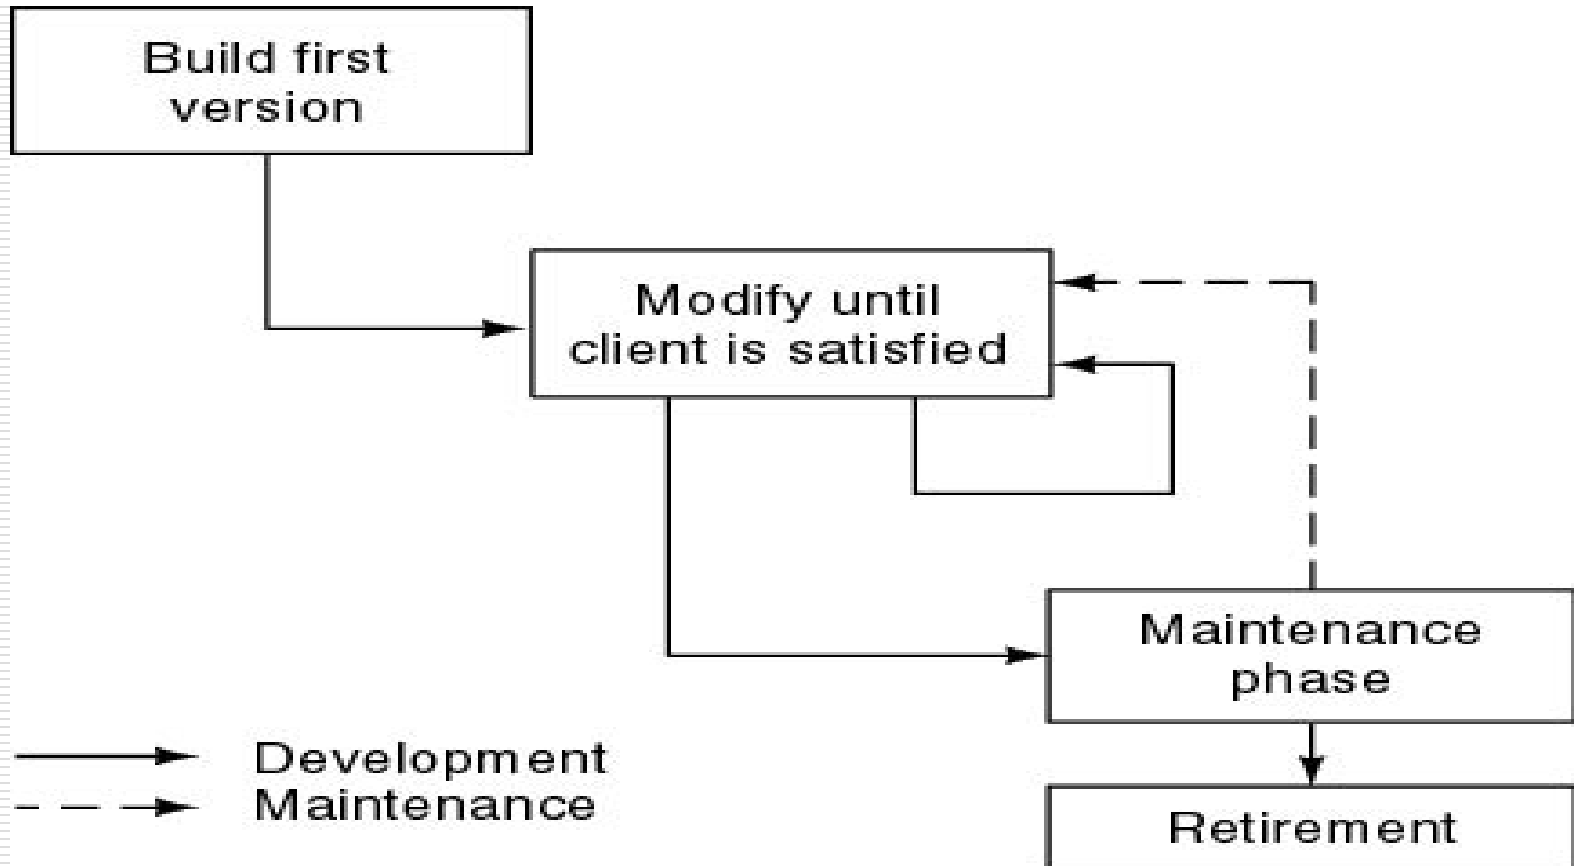 Build first
version
Modify until
client is satisfied
Maintenance
phase
Development
Maintenance
Retirement